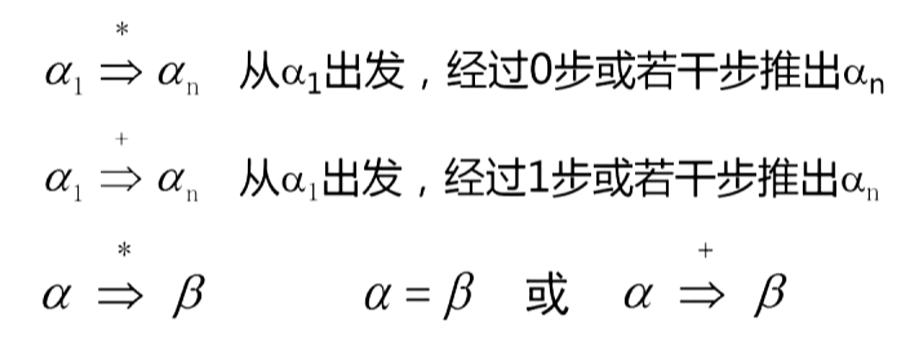 α₁ ⇒* αₙ 从α₁出发，经过0步或若干步推出αₙ
α₁ ⇒⁺ αₙ 从α₁出发，经过1步或若干步推出αₙ
α ⇒* β α = β 或 α ⇒⁺ β